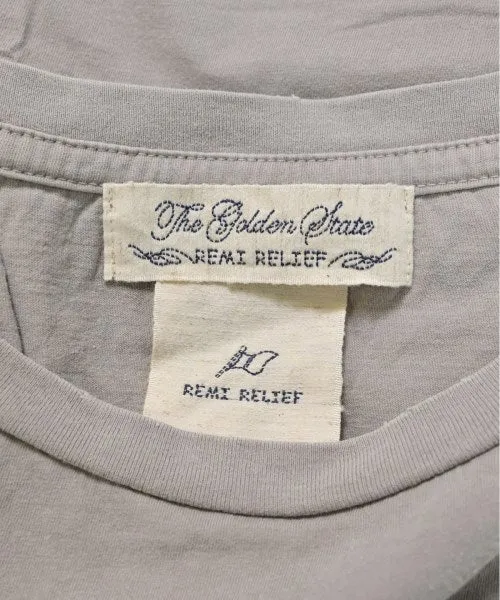 The Golden State
REMI RELIEF
REMI RELIEF